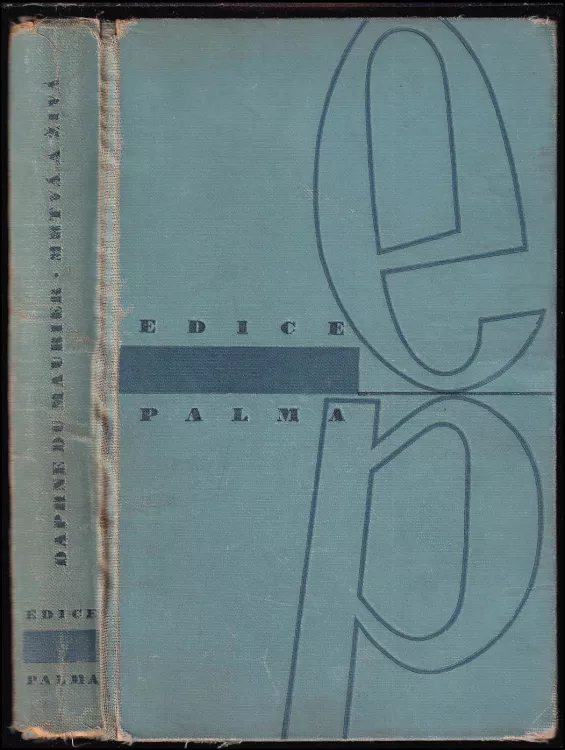 DAPHNE DU MAURIER • MRTVÁ A ŽIVÁ
EDICE
PALMA
EDICE
PALMA
e
p